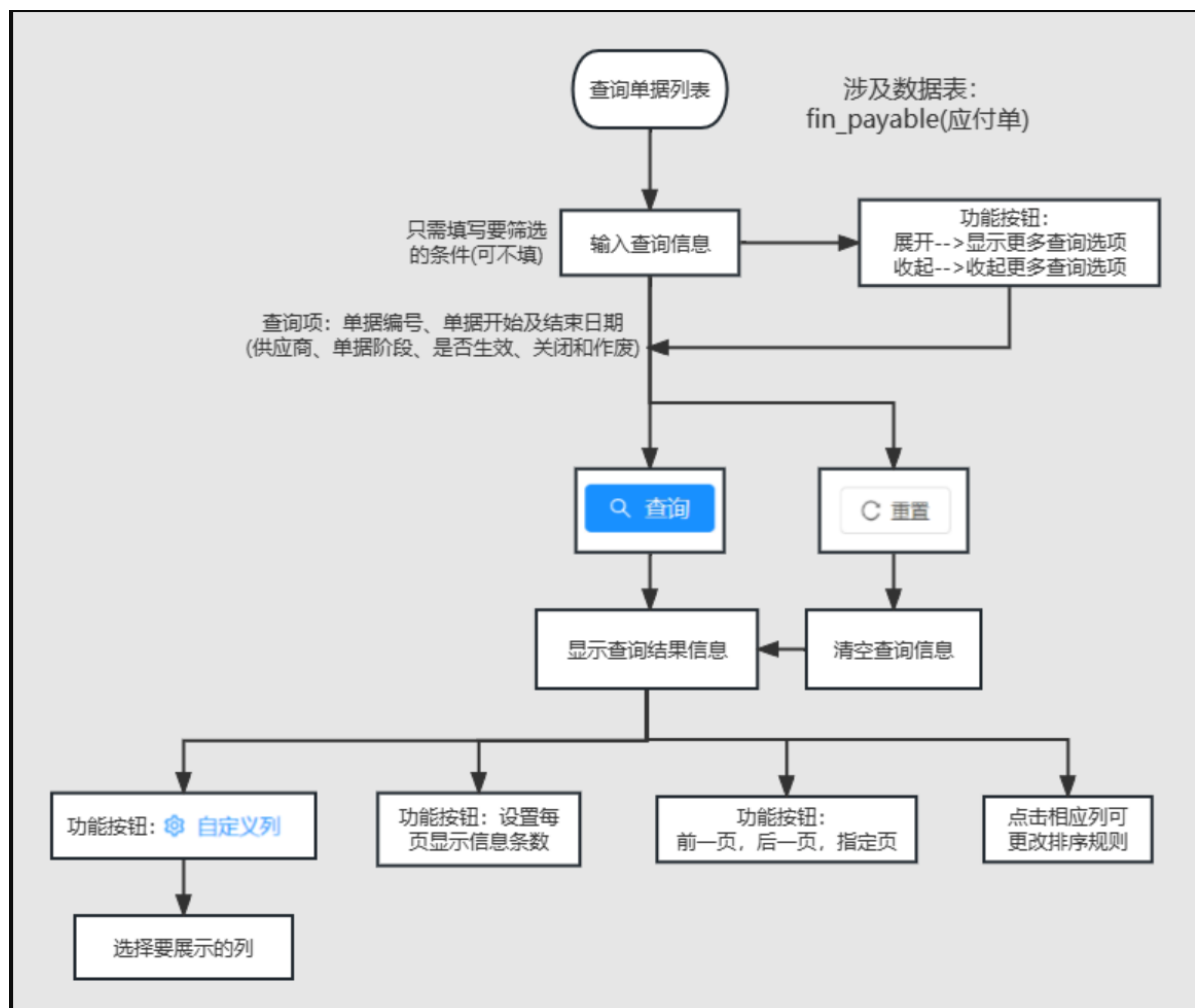 查询单据列表
涉及数据表：
fin_payable(应付单)
只需填写要筛选
的条件(可不填)
输入查询信息
功能按钮：
展开-->显示更多查询选项
收起-->收起更多查询选项
查询项：单据编号、单据开始及结束日期
(供应商、单据阶段、是否生效、关闭和作废)
查询
重置
显示查询结果信息
清空查询信息
功能按钮： 自定义列
功能按钮：设置每
页显示信息条数
功能按钮：
前一页，后一页，指定页
点击相应列可
更改排序规则
选择要展示的列